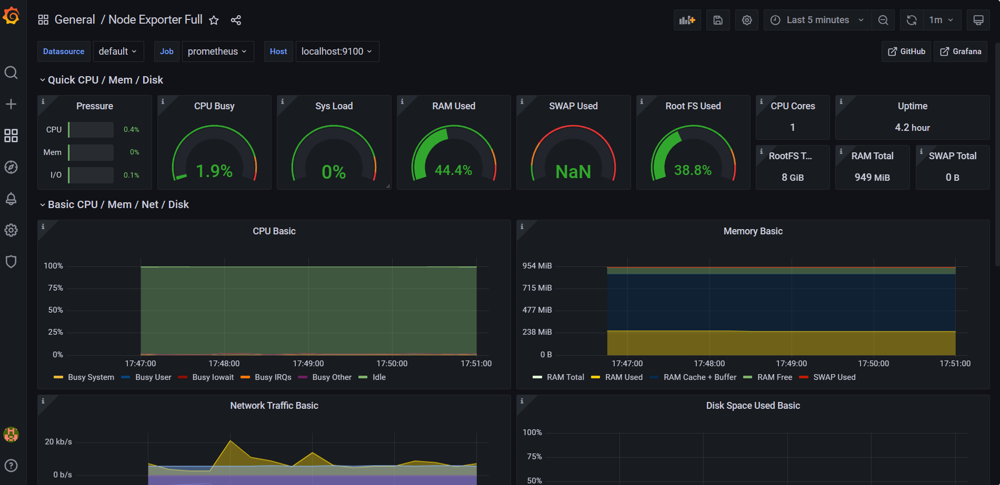 General / Node Exporter Full
Last 5 minutes
1m
Datasource default
Job prometheus
Host localhost:9100
GitHub
Grafana
Quick CPU / Mem / Disk
Pressure
CPU 0.4%
Mem 0%
I/O 0.1%
CPU Busy
1.9%
Sys Load
0%
RAM Used
44.4%
SWAP Used
NaN
Root FS Used
38.8%
CPU Cores
1
Uptime
4.2 hour
RootFS T...
8 GiB
RAM Total
949 MiB
SWAP Total
0 B
Basic CPU / Mem / Net / Disk
CPU Basic
100%
75%
50%
25%
0%
17:47:00 17:48:00 17:49:00 17:50:00 17:51:00
Busy System Busy User Busy Iowait Busy IRQs Busy Other Idle
Memory Basic
954 MiB
715 MiB
477 MiB
238 MiB
0 B
17:47:00 17:48:00 17:49:00 17:50:00 17:51:00
RAM Total RAM Used RAM Cache + Buffer RAM Free SWAP Used
Network Traffic Basic
20 kb/s
0 b/s
Disk Space Used Basic
100%
75%
50%